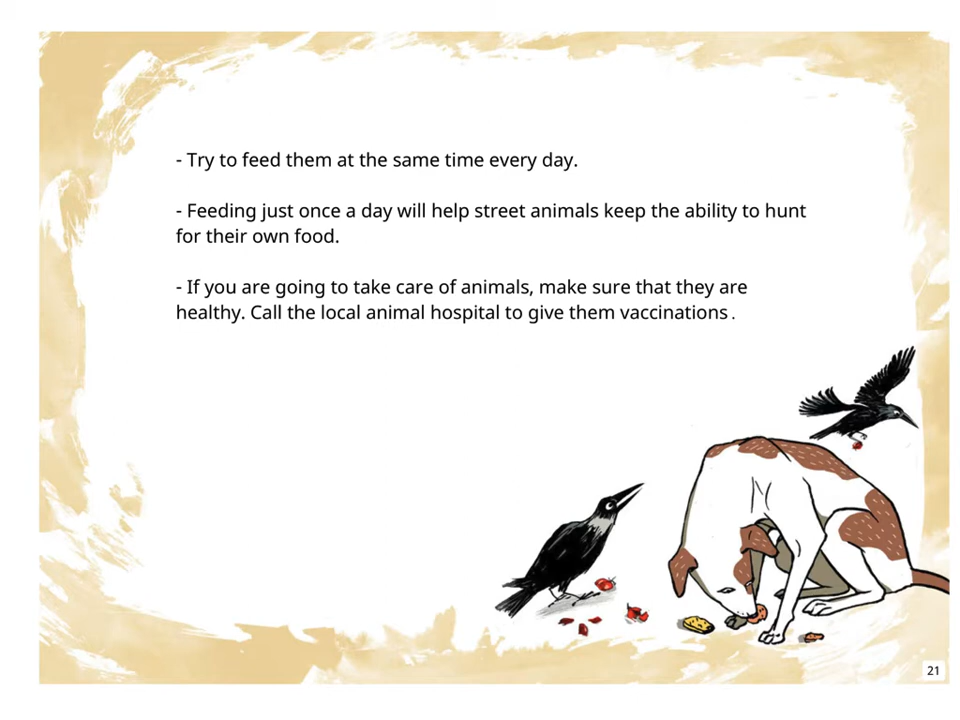 - Try to feed them at the same time every day.
- Feeding just once a day will help street animals keep the ability to hunt
for their own food.
- If you are going to take care of animals, make sure that they are
healthy. Call the local animal hospital to give them vaccinations .
21